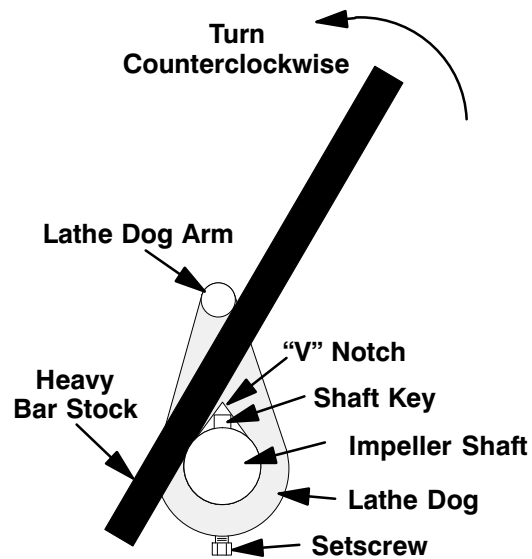 Turn
Counterclockwise
Lathe Dog Arm
“V” Notch
Heavy
Bar Stock
Shaft Key
Impeller Shaft
Lathe Dog
Setscrew